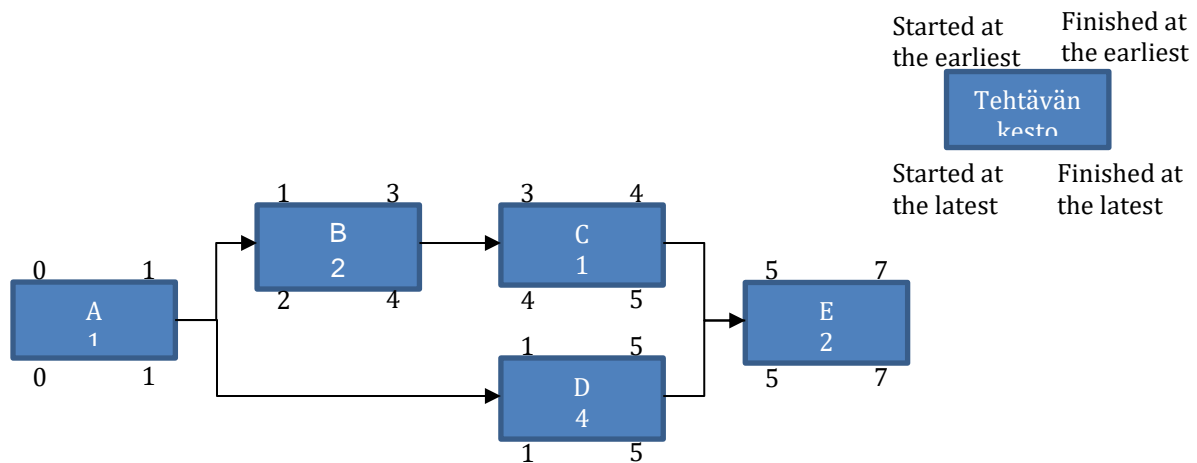 Started at
the earliest
Finished at
the earliest
Tehtävän
kesto
Started at
the latest
Finished at
the latest
0 1
A
1
0 1
1 3
B
2
2 4
3 4
C
1
4 5
1 5
D
4
1 5
5 7
E
2
5 7